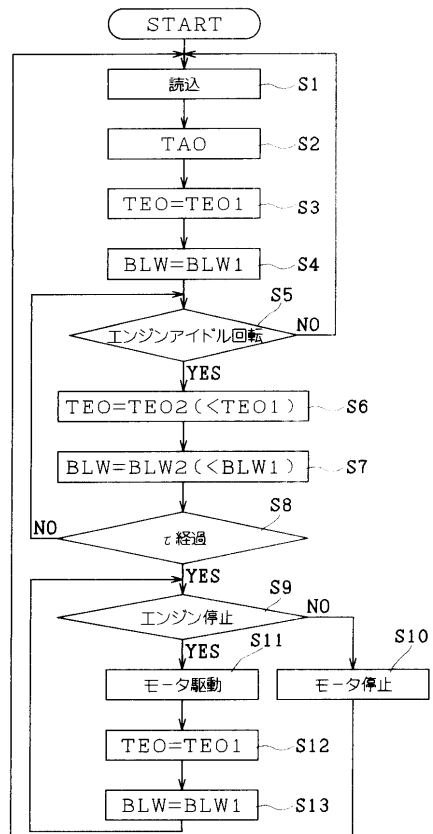 START
読込
S1
TAO
S2
TEO=TEO1
S3
BLW=BLW1
S4
S5
エンジンアイドル回転
NO
YES
TEO=TEO2(<TEO1)
S6
BLW=BLW2(<BLW1)
S7
S8
NO
τ経過
YES
S9
エンジン停止
NO
YES
S11
S10
モータ駆動
モータ停止
TEO=TEO1
S12
BLW=BLW1
S13